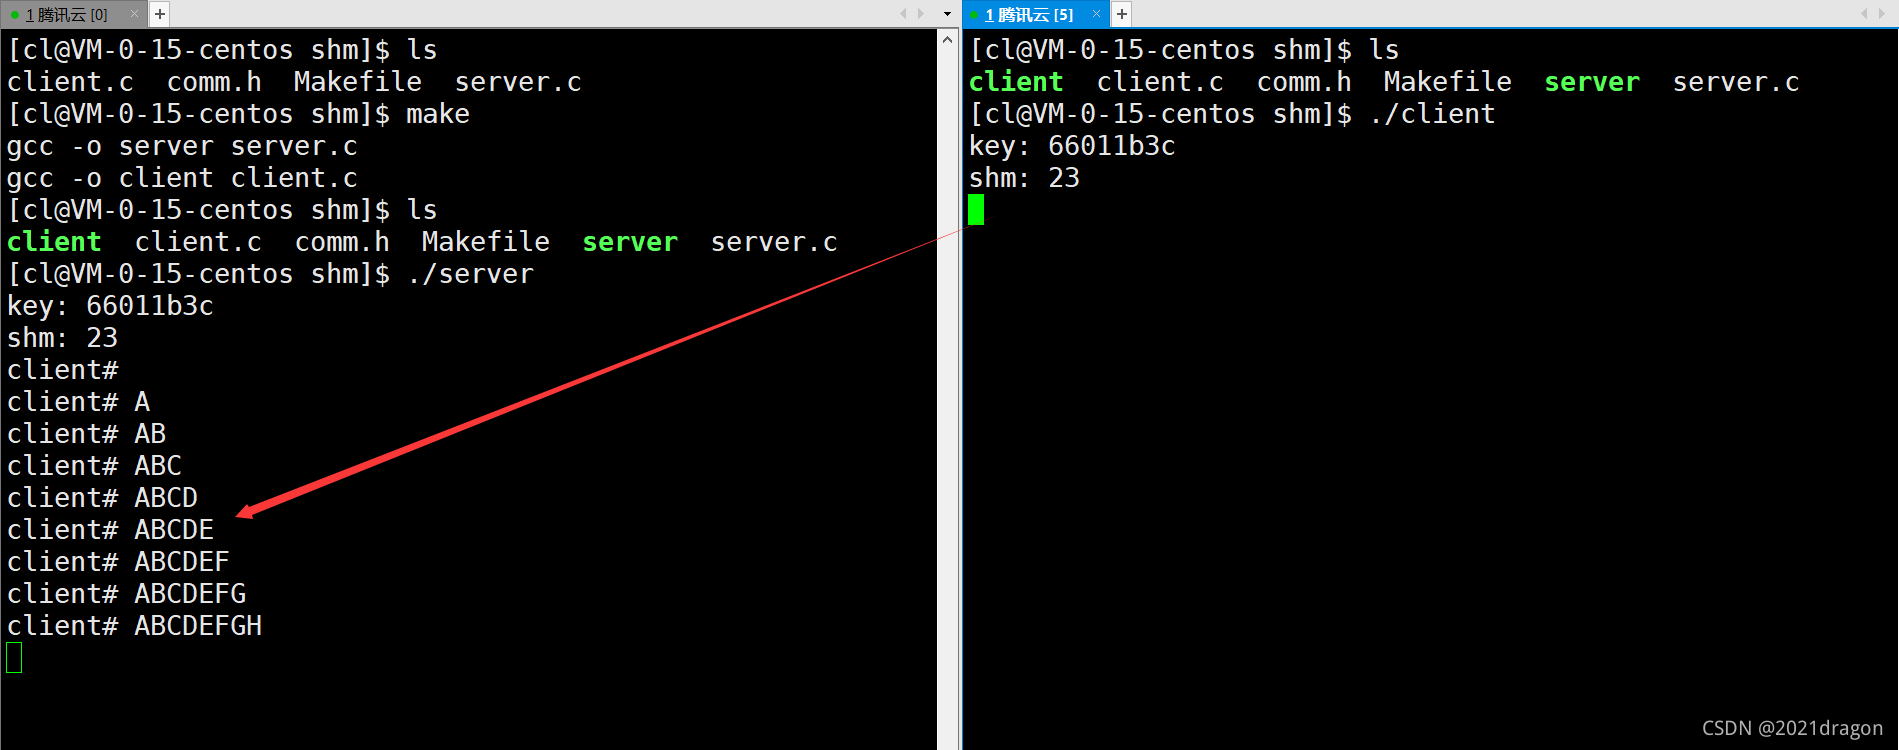 1 腾讯云 [0]
[cl@VM-0-15-centos shm]$ ls
client.c  comm.h  Makefile  server.c
[cl@VM-0-15-centos shm]$ make
gcc -o server server.c
gcc -o client client.c
[cl@VM-0-15-centos shm]$ ls
client  client.c  comm.h  Makefile  server  server.c
[cl@VM-0-15-centos shm]$ ./server
key: 66011b3c
shm: 23
client#
client# A
client# AB
client# ABC
client# ABCD
client# ABCDE
client# ABCDEF
client# ABCDEFG
client# ABCDEFGH
1 腾讯云 [5]
[cl@VM-0-15-centos shm]$ ls
client  client.c  comm.h  Makefile  server  server.c
[cl@VM-0-15-centos shm]$ ./client
key: 66011b3c
shm: 23
CSDN @2021dragon